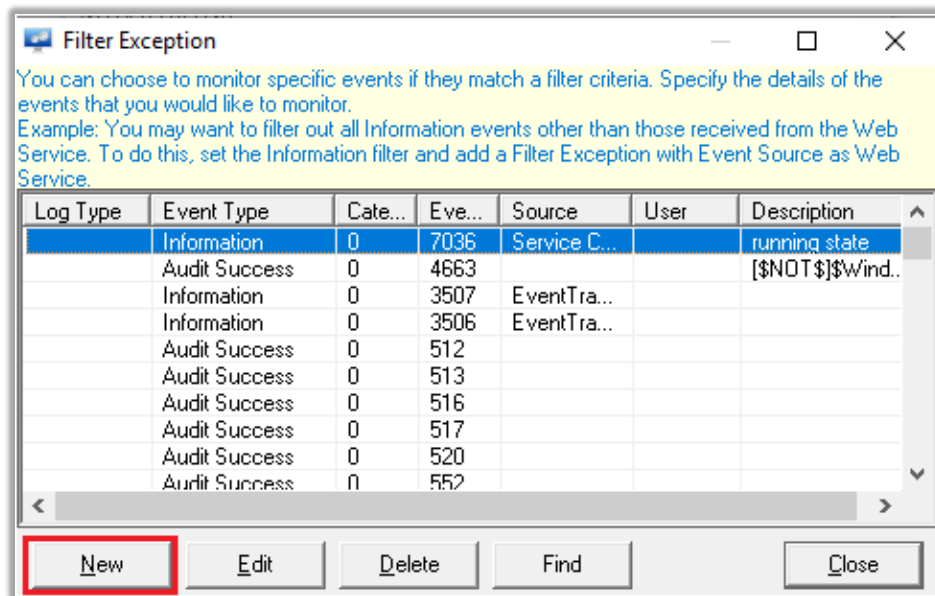 Filter Exception
You can choose to monitor specific events if they match a filter criteria. Specify the details of the
events that you would like to monitor.
Example: You may want to filter out all Information events other than those received from the Web
Service. To do this, set the Information filter and add a Filter Exception with Event Source as Web
Service.
Log Type Event Type Cate... Eve... Source User Description
Information 0 7036 Service C... running state
Audit Success 0 4663 [$NOT$]$Wind..
Information 0 3507 EventTra...
Information 0 3506 EventTra...
Audit Success 0 512
Audit Success 0 513
Audit Success 0 516
Audit Success 0 517
Audit Success 0 520
Audit Success 0 552
New Edit Delete Find Close